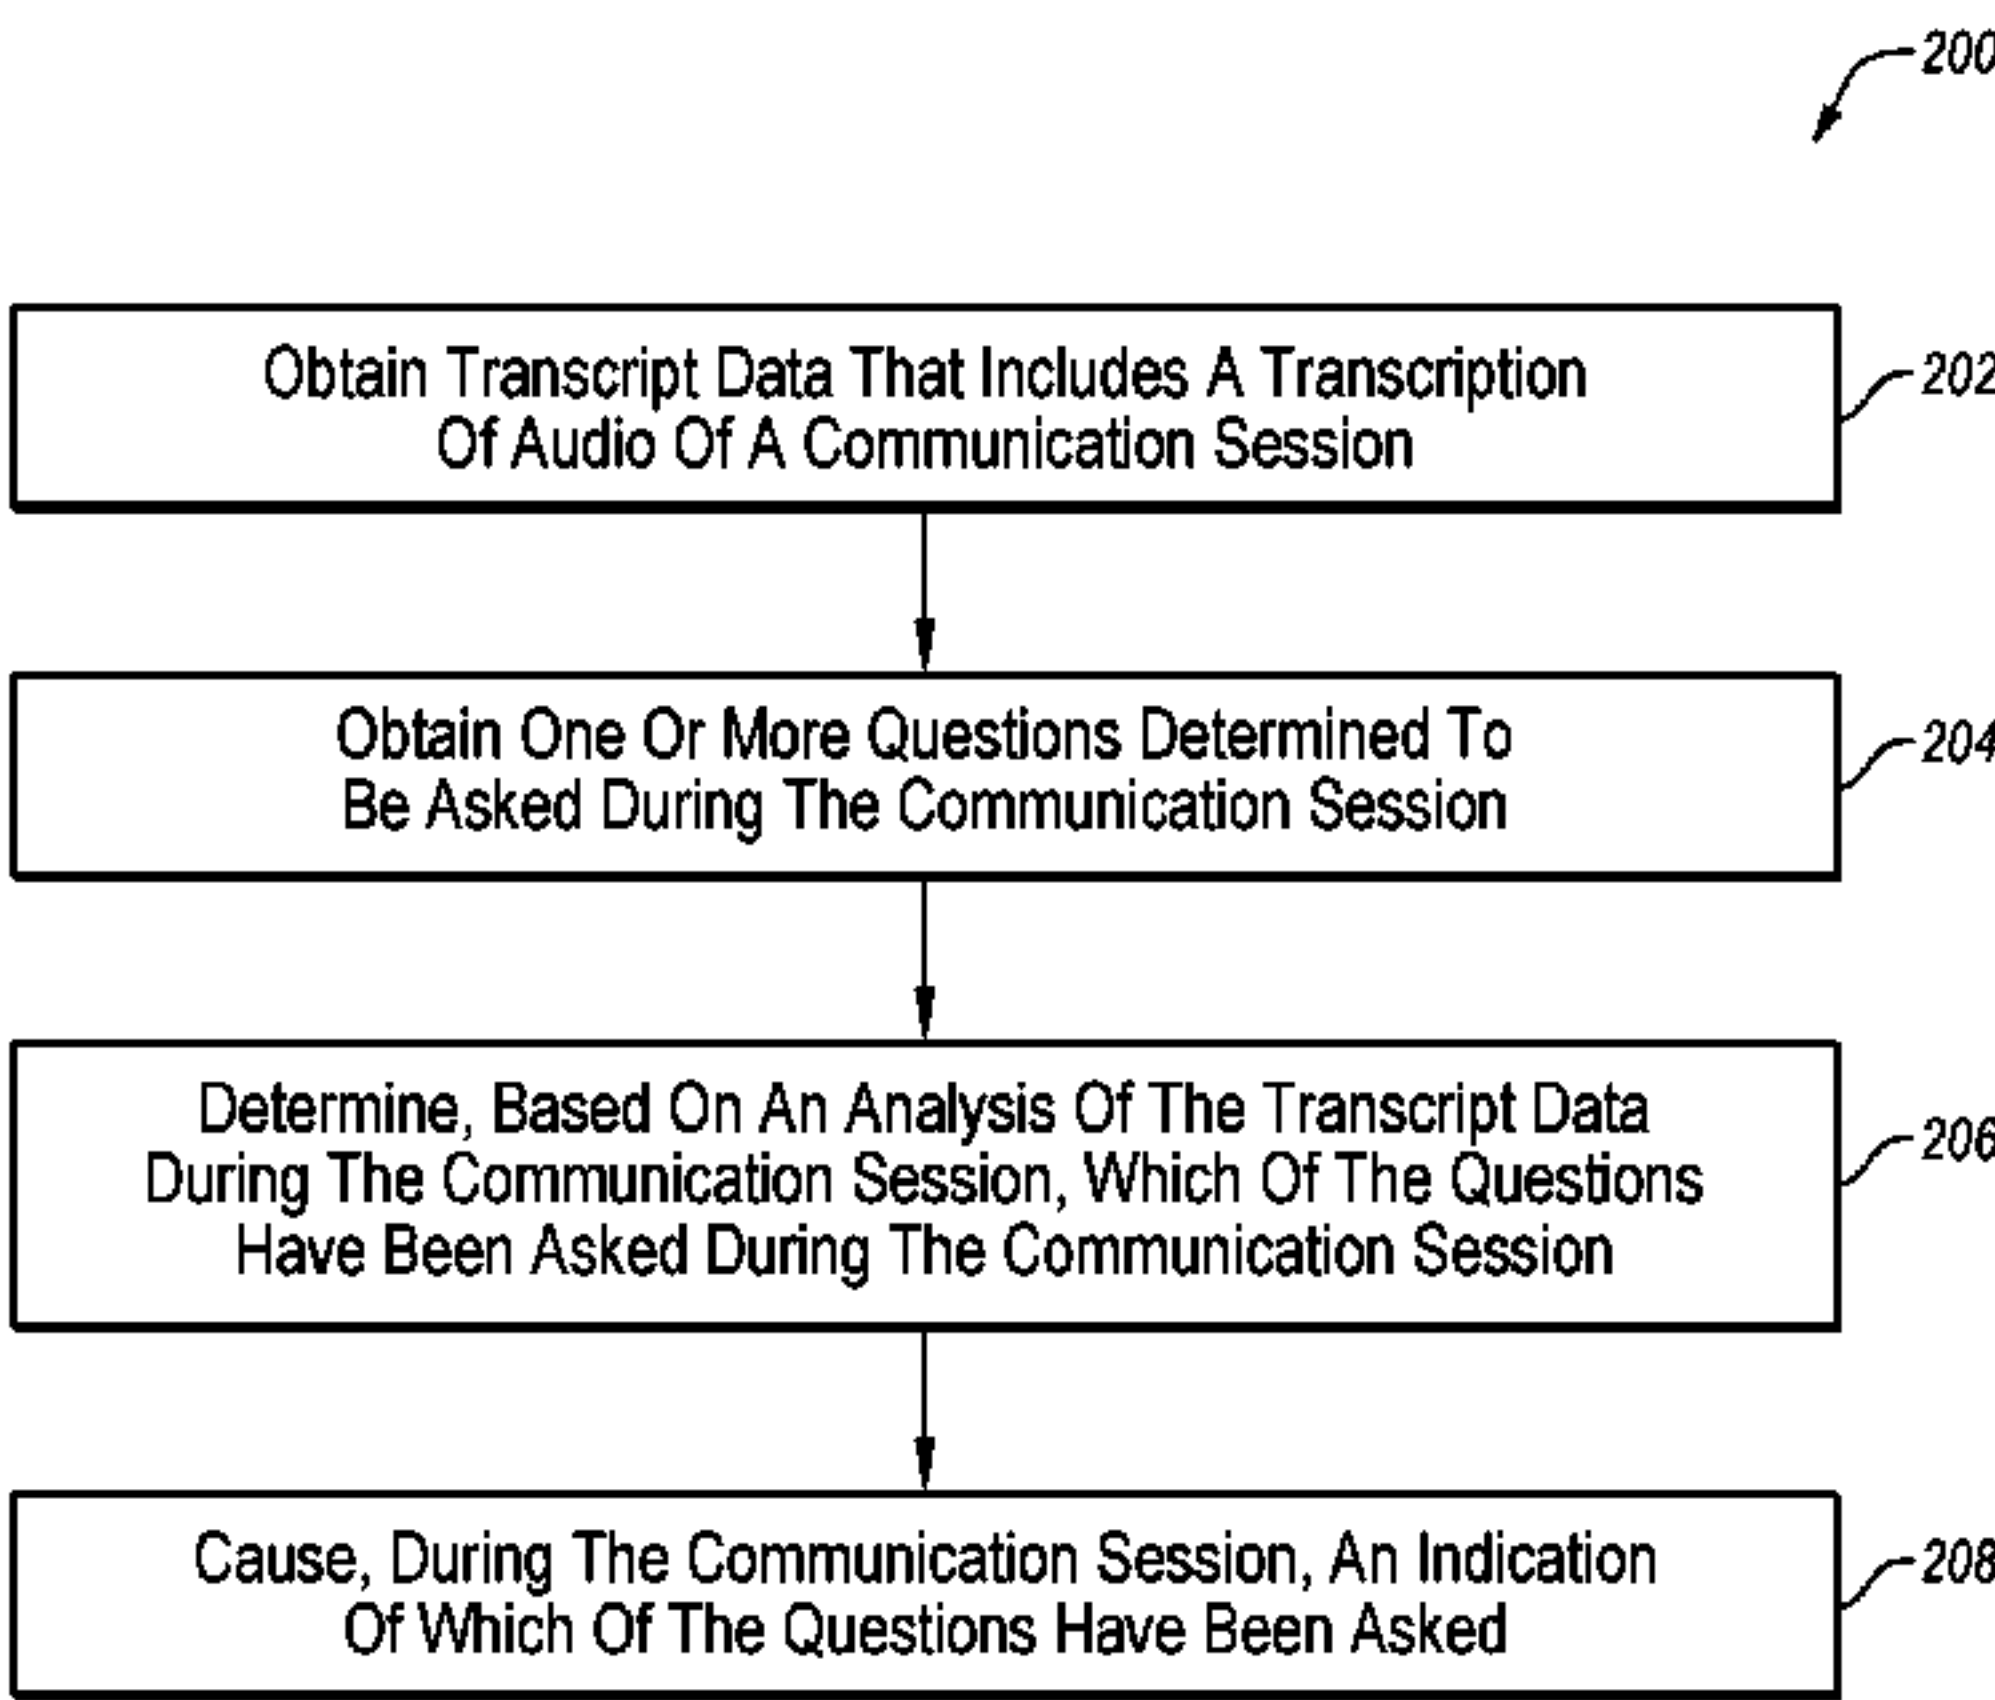 200
Obtain Transcript Data That Includes A Transcription
Of Audio Of A Communication Session
202
Obtain One Or More Questions Determined To
Be Asked During The Communication Session
204
Determine, Based On An Analysis Of The Transcript Data
During The Communication Session, Which Of The Questions
Have Been Asked During The Communication Session
206
Cause, During The Communication Session, An Indication
Of Which Of The Questions Have Been Asked
208